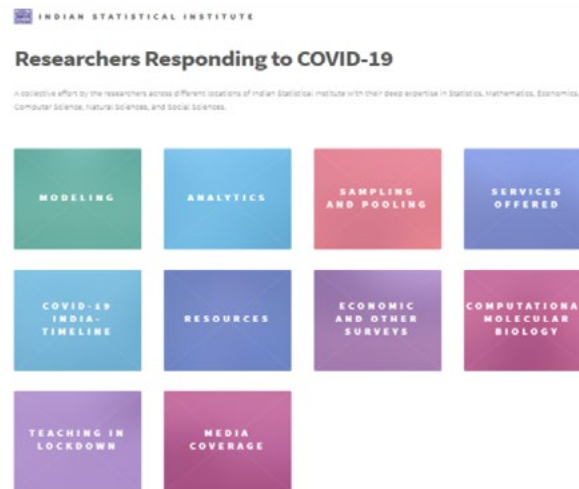 INDIAN STATISTICAL INSTITUTE
Researchers Responding to COVID-19
A collective effort by the researchers across different locations of Indian Statistical Institute with their deep expertise in Statistics, Mathematics, Economics,
Computer Science, Natural Sciences, and Social Sciences.
MODELING
ANALYTICS
SAMPLING
AND POOLING
SERVICES
OFFERED
COVID-19
INDIA-
TIMELINE
RESOURCES
ECONOMIC
AND OTHER
SURVEYS
COMPUTATIONA
MOLECULAR
BIOLOGY
TEACHING IN
LOCKDOWN
MEDIA
COVERAGE